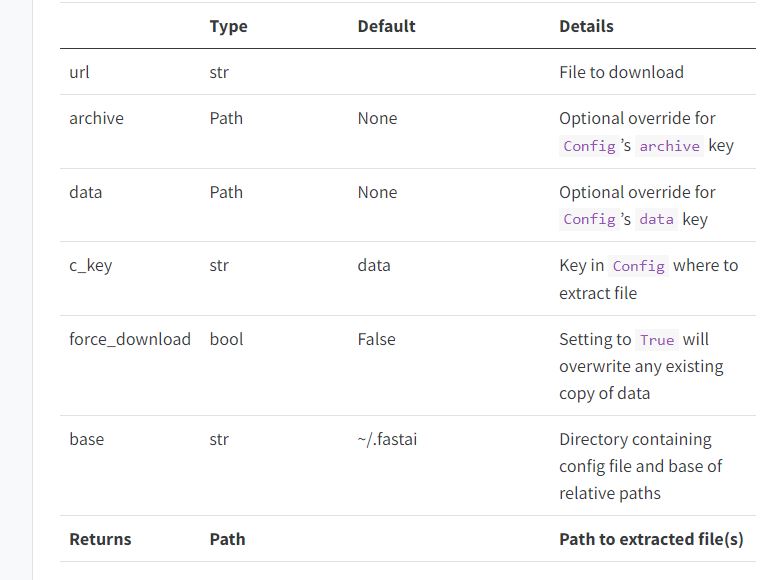 Type Default Details
url str File to download
archive Path None Optional override for
Config’s archive key
data Path None Optional override for
Config’s data key
c_key str data Key in Config where to
extract file
force_download bool False Setting to True will
overwrite any existing
copy of data
base str ~/.fastai Directory containing
config file and base of
relative paths
Returns Path Path to extracted file(s)